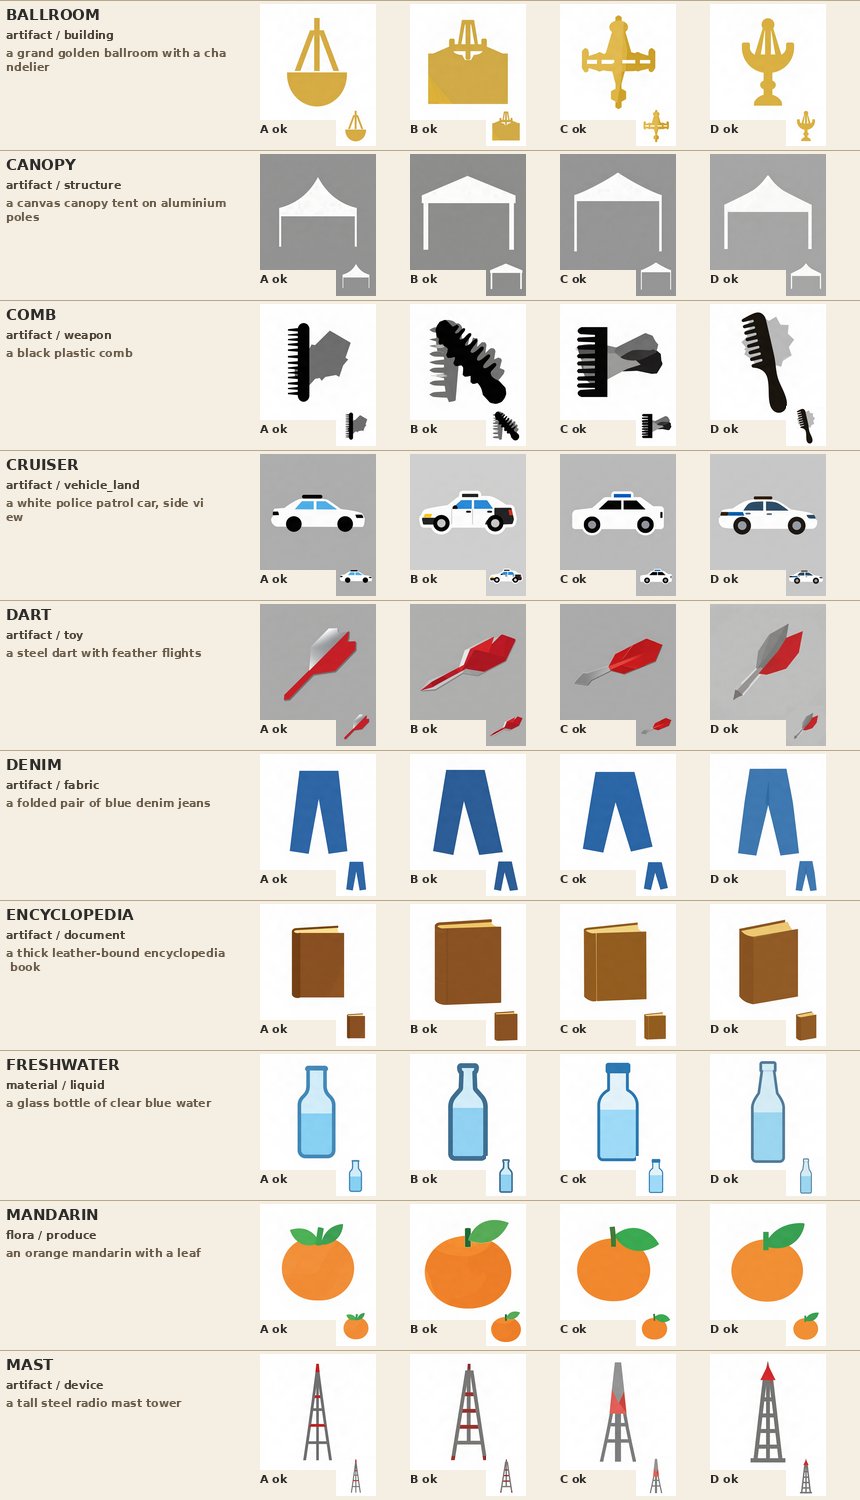 BALLROOM
artifact / building
a grand golden ballroom with a cha
ndelier
A ok
B ok
C ok
D ok
CANOPY
artifact / structure
a canvas canopy tent on aluminium
poles
A ok
B ok
C ok
D ok
COMB
artifact / weapon
a black plastic comb
A ok
B ok
C ok
D ok
CRUISER
artifact / vehicle_land
a white police patrol car, side vi
ew
A ok
B ok
C ok
D ok
DART
artifact / toy
a steel dart with feather flights
A ok
B ok
C ok
D ok
DENIM
artifact / fabric
a folded pair of blue denim jeans
A ok
B ok
C ok
D ok
ENCYCLOPEDIA
artifact / document
a thick leather-bound encyclopedia
book
A ok
B ok
C ok
D ok
FRESHWATER
material / liquid
a glass bottle of clear blue water
A ok
B ok
C ok
D ok
MANDARIN
flora / produce
an orange mandarin with a leaf
A ok
B ok
C ok
D ok
MAST
artifact / device
a tall steel radio mast tower
A ok
B ok
C ok
D ok